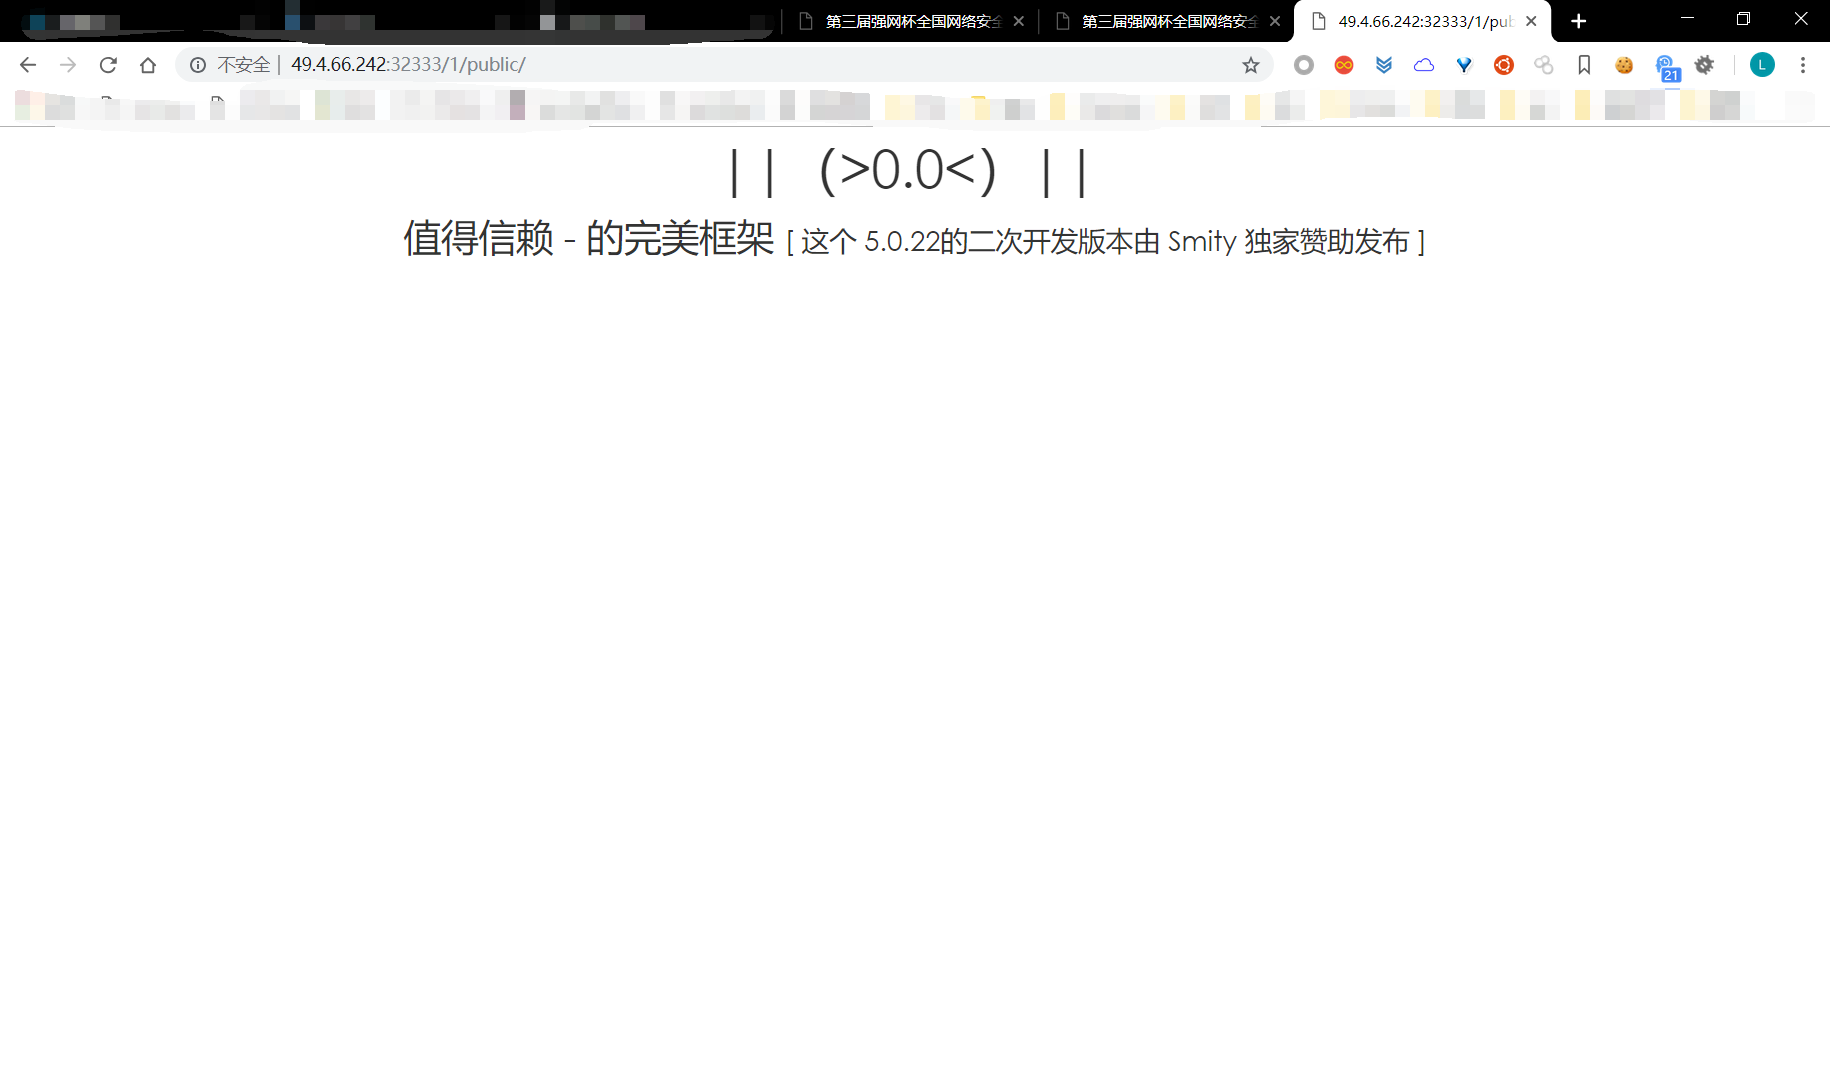 第三届强网杯全国网络安全
第三届强网杯全国网络安全
49.4.66.242:32333/1/pub
不安全 | 49.4.66.242:32333/1/public/
21
L
|| (>0.0<) ||
值得信赖 - 的完美框架 [ 这个 5.0.22的二次开发版本由 Smity 独家赞助发布 ]